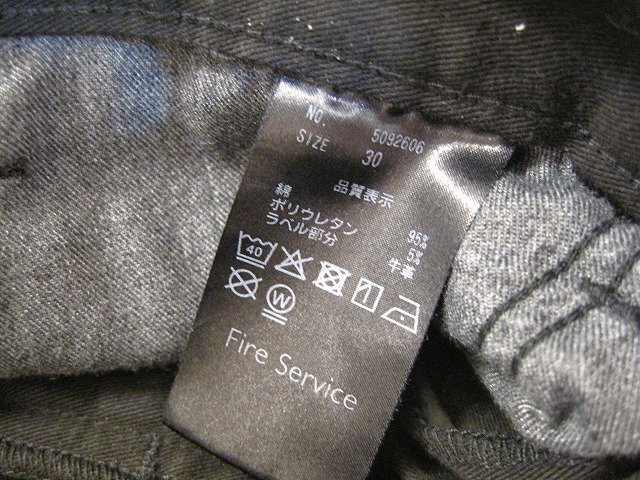 NO. 5092606
SIZE 30
品質表示
綿 95%
ポリウレタン 5%
ラベル部分 牛革
40
W
Fire Service